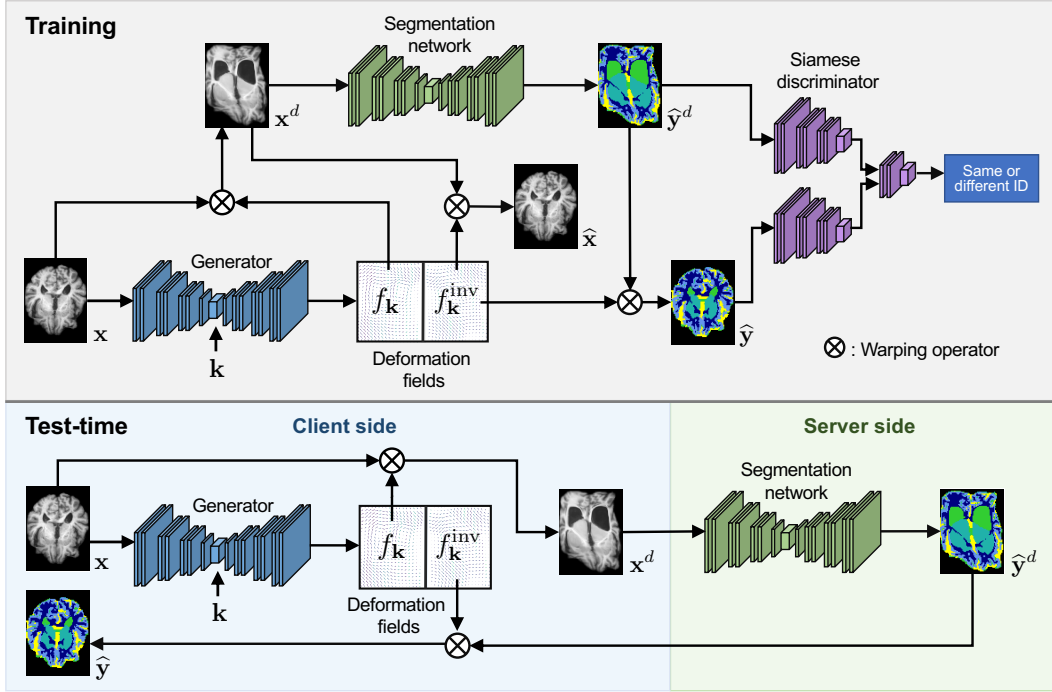 Training
Segmentation
network
Siamese
discriminator
x^d
ŷ^d
Same or
different ID
x̂
Generator
f_k
f_k^inv
x
ŷ
k
Deformation
fields
⊗ : Warping operator
Test-time
Client side
Server side
Segmentation
network
Generator
f_k
f_k^inv
x
x^d
ŷ^d
k
Deformation
fields
ŷ